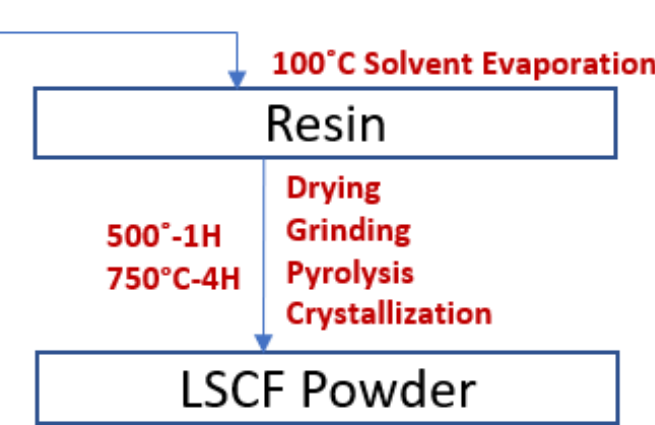 100˚C Solvent Evaporation
Resin
Drying
Grinding
500˚-1H
750°C-4H
Pyrolysis
Crystallization
LSCF Powder